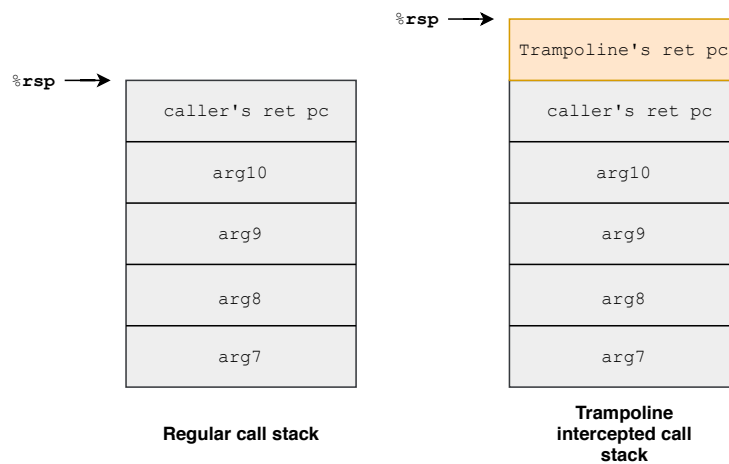 %rsp
caller's ret pc
arg10
arg9
arg8
arg7
Regular call stack
%rsp
Trampoline's ret pc
caller's ret pc
arg10
arg9
arg8
arg7
Trampoline
intercepted call
stack